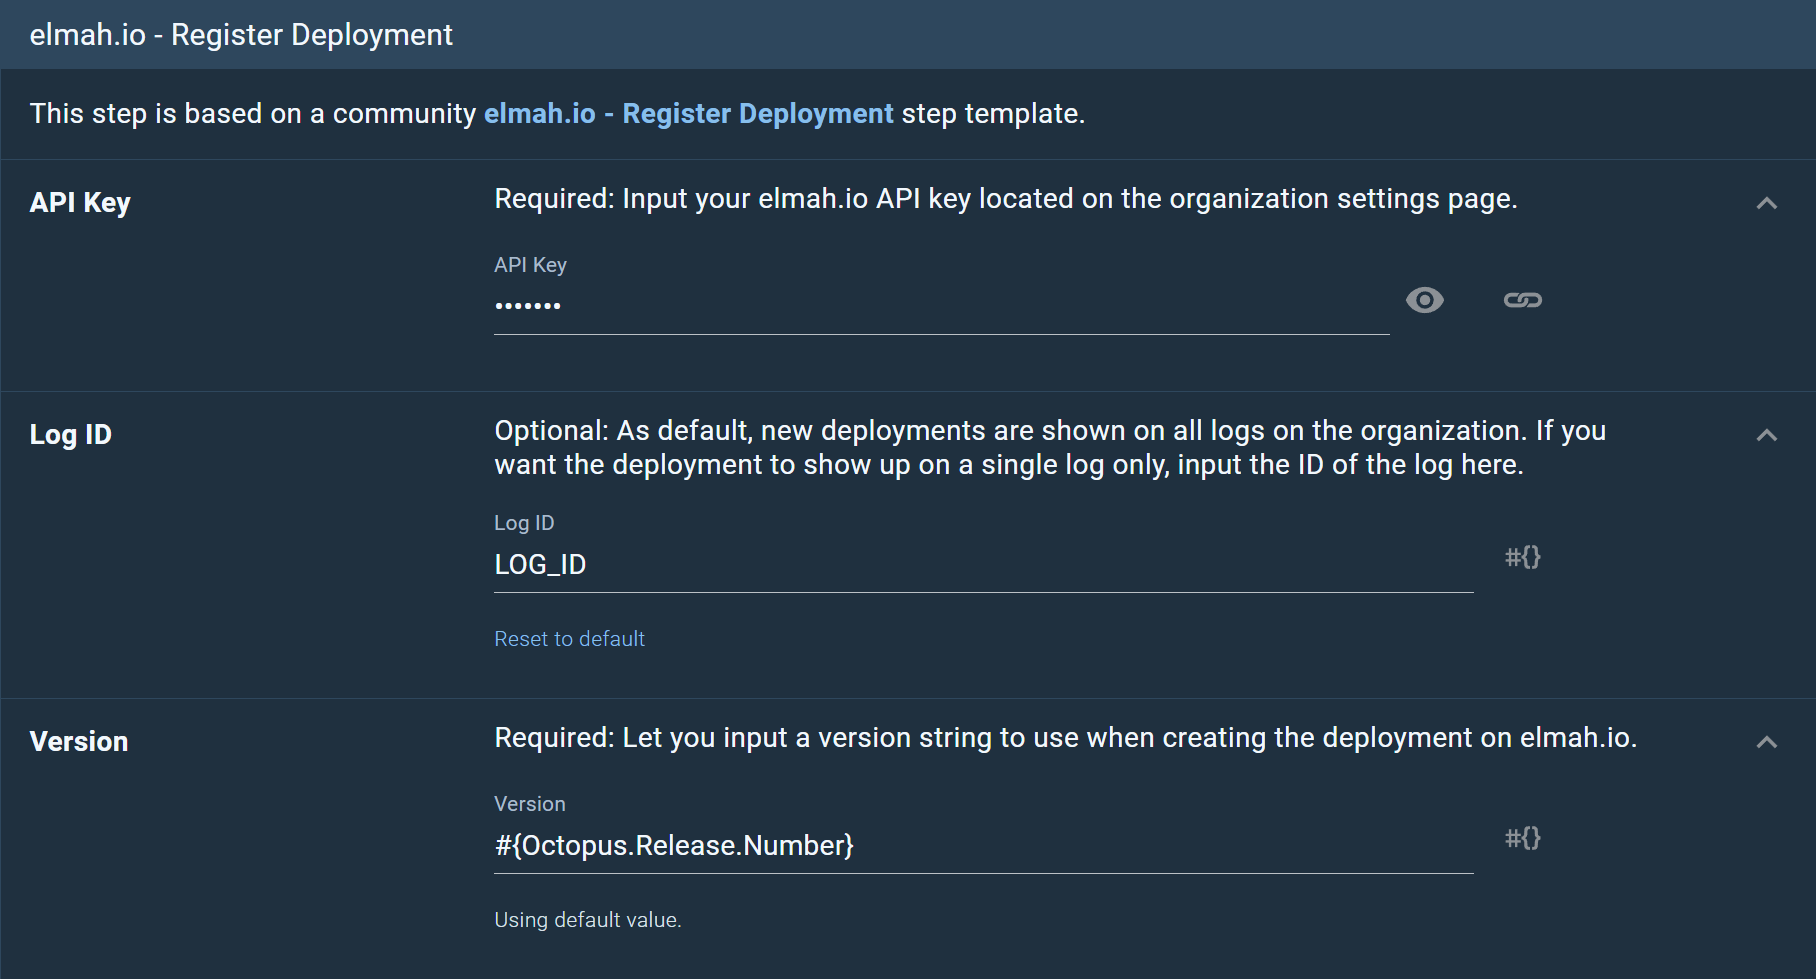 elmah.io - Register Deployment
This step is based on a community elmah.io - Register Deployment step template.
API Key
Required: Input your elmah.io API key located on the organization settings page.
API Key
•••••••
Log ID
Optional: As default, new deployments are shown on all logs on the organization. If you
want the deployment to show up on a single log only, input the ID of the log here.
Log ID
LOG_ID
#{}
Reset to default
Version
Required: Let you input a version string to use when creating the deployment on elmah.io.
Version
#{Octopus.Release.Number}
#{}
Using default value.